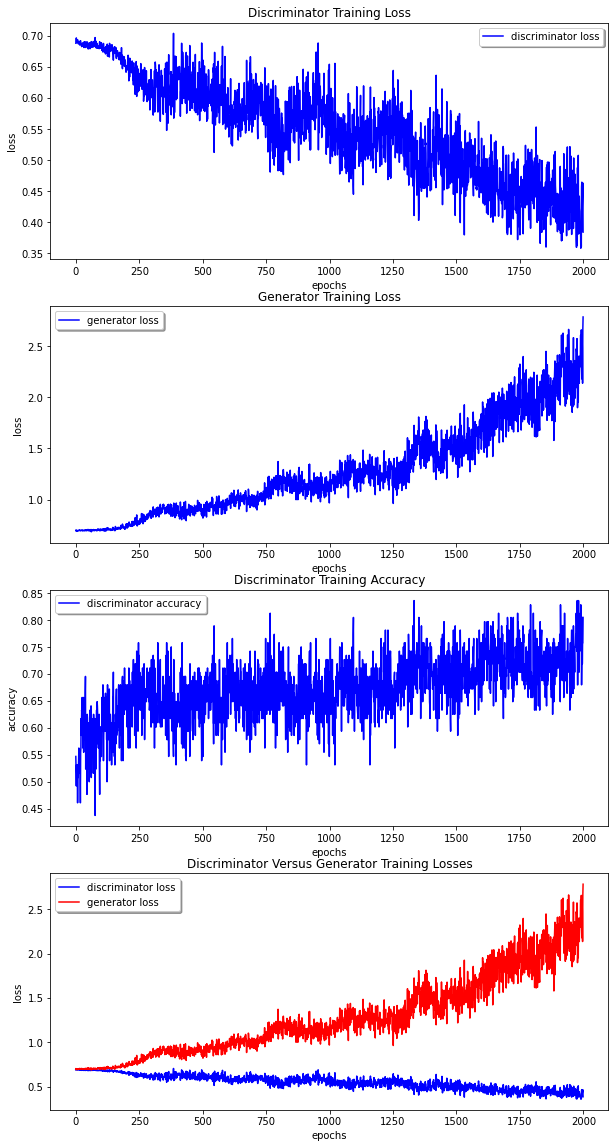 Discriminator Training Loss
discriminator loss
0.70
0.65
0.60
0.55
0.50
0.45
0.40
0.35
loss
0 250 500 750 1000 1250 1500 1750 2000
epochs
Generator Training Loss
generator loss
2.5
2.0
1.5
1.0
loss
0 250 500 750 1000 1250 1500 1750 2000
epochs
Discriminator Training Accuracy
discriminator accuracy
0.85
0.80
0.75
0.70
0.65
0.60
0.55
0.50
0.45
accuracy
0 250 500 750 1000 1250 1500 1750 2000
epochs
Discriminator Versus Generator Training Losses
discriminator loss
generator loss
2.5
2.0
1.5
1.0
0.5
loss
0 250 500 750 1000 1250 1500 1750 2000
epochs